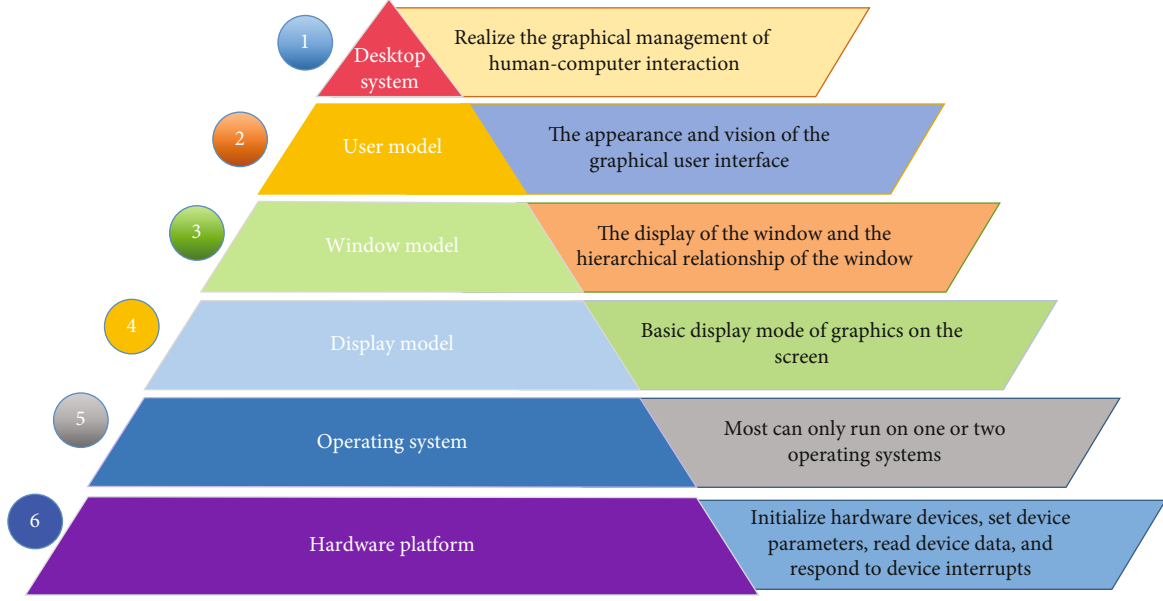 1
Desktop
system
Realize the graphical management of
human-computer interaction
2
User model
The appearance and vision of the
graphical user interface
3
Window model
The display of the window and the
hierarchical relationship of the window
4
Display model
Basic display mode of graphics on the
screen
5
Operating system
Most can only run on one or two
operating systems
6
Hardware platform
Initialize hardware devices, set device
parameters, read device data, and
respond to device interrupts